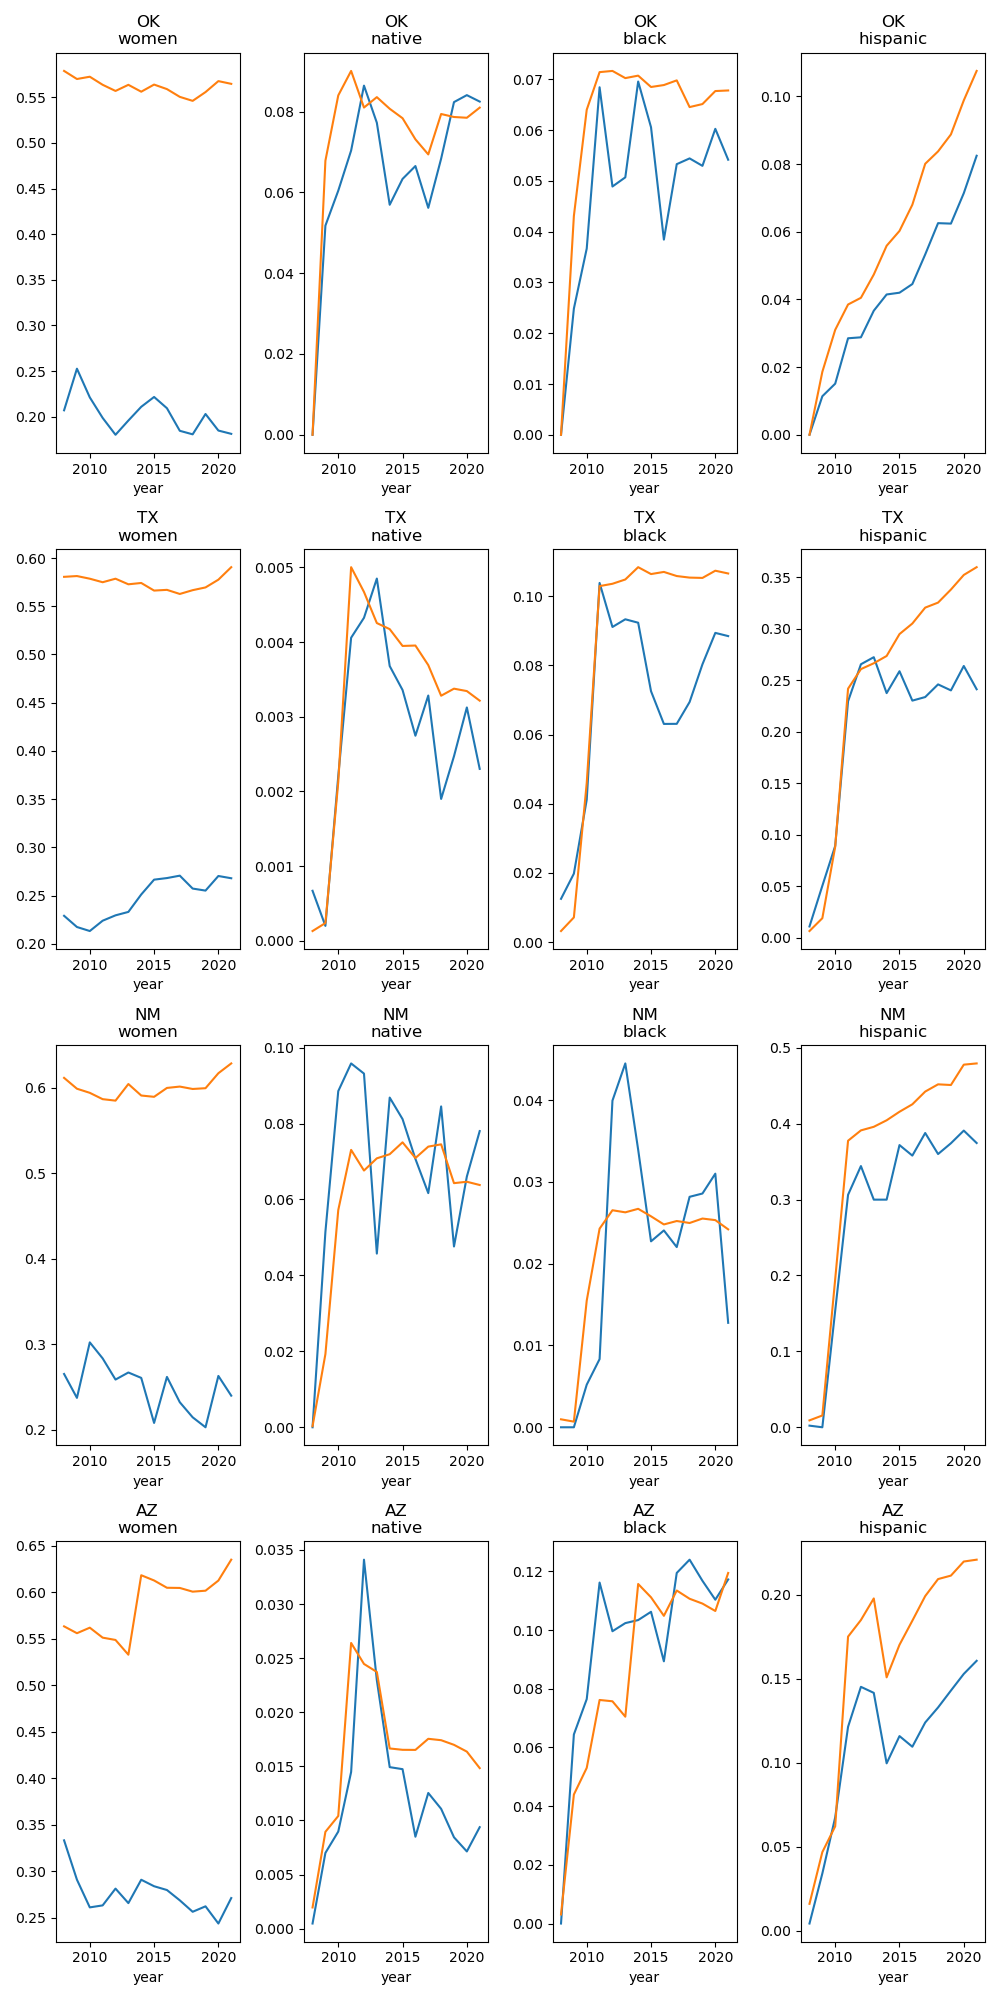 OK
women
OK
native
OK
black
OK
hispanic
0.55
0.50
0.45
0.40
0.35
0.30
0.25
0.20
0.08
0.06
0.04
0.02
0.00
0.07
0.06
0.05
0.04
0.03
0.02
0.01
0.00
0.10
0.08
0.06
0.04
0.02
0.00
2010 2015 2020
year
2010 2015 2020
year
2010 2015 2020
year
2010 2015 2020
year
TX
women
TX
native
TX
black
TX
hispanic
0.60
0.55
0.50
0.45
0.40
0.35
0.30
0.25
0.20
0.005
0.004
0.003
0.002
0.001
0.000
0.10
0.08
0.06
0.04
0.02
0.00
0.35
0.30
0.25
0.20
0.15
0.10
0.05
0.00
2010 2015 2020
year
2010 2015 2020
year
2010 2015 2020
year
2010 2015 2020
year
NM
women
NM
native
NM
black
NM
hispanic
0.6
0.5
0.4
0.3
0.2
0.10
0.08
0.06
0.04
0.02
0.00
0.04
0.03
0.02
0.01
0.00
0.5
0.4
0.3
0.2
0.1
0.0
2010 2015 2020
year
2010 2015 2020
year
2010 2015 2020
year
2010 2015 2020
year
AZ
women
AZ
native
AZ
black
AZ
hispanic
0.65
0.60
0.55
0.50
0.45
0.40
0.35
0.30
0.25
0.035
0.030
0.025
0.020
0.015
0.010
0.005
0.000
0.12
0.10
0.08
0.06
0.04
0.02
0.00
0.20
0.15
0.10
0.05
0.00
2010 2015 2020
year
2010 2015 2020
year
2010 2015 2020
year
2010 2015 2020
year